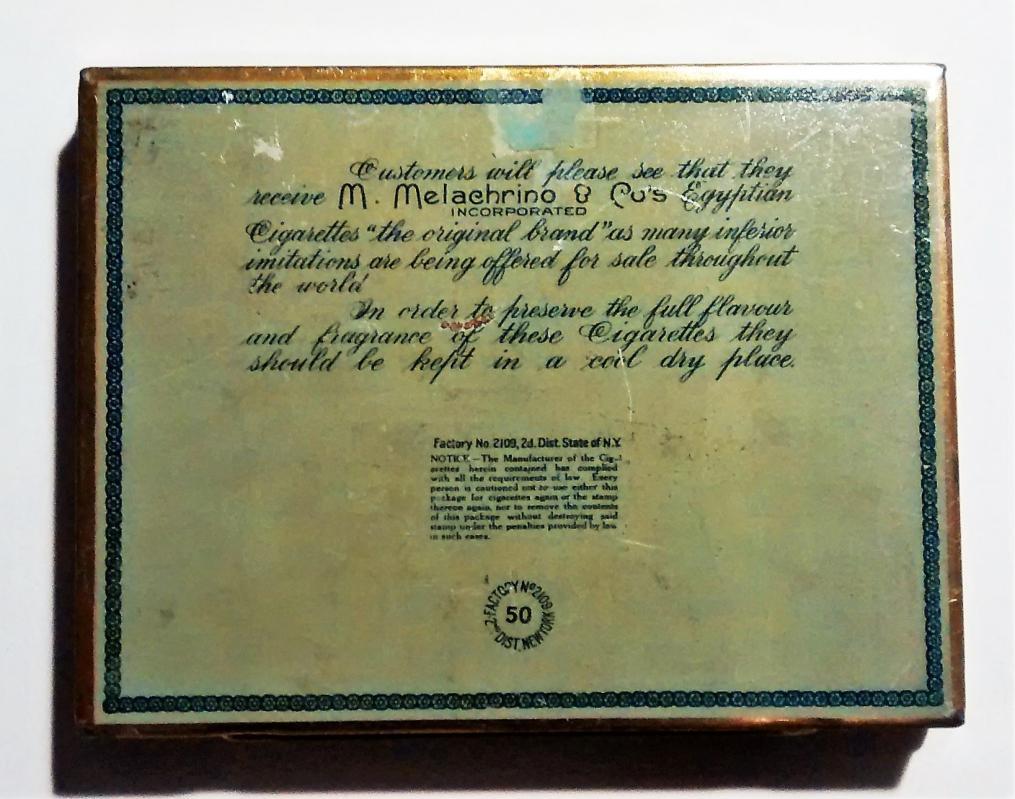 Customers will please see that they
receive M. Melachrino & Co's Egyptian
INCORPORATED
Cigarettes "the original brand" as many inferior
imitations are being offered for sale throughout
the world
In order to preserve the full flavour
and fragrance of these Cigarettes they
should be kept in a cool dry place.
Factory No. 2109, 2d. Dist. State of N.Y.
NOTICE.—The Manufacturer of the Cig-
arettes herein contained has complied
with all the requirements of law. Every
person is cautioned not to use either this
package for cigarettes again or the stamp
thereon again, nor to remove the contents
of this package without destroying said
stamp under the penalties provided by law
in such cases.
FACTORY Nº 2109
50
2ND DIST. NEW YORK